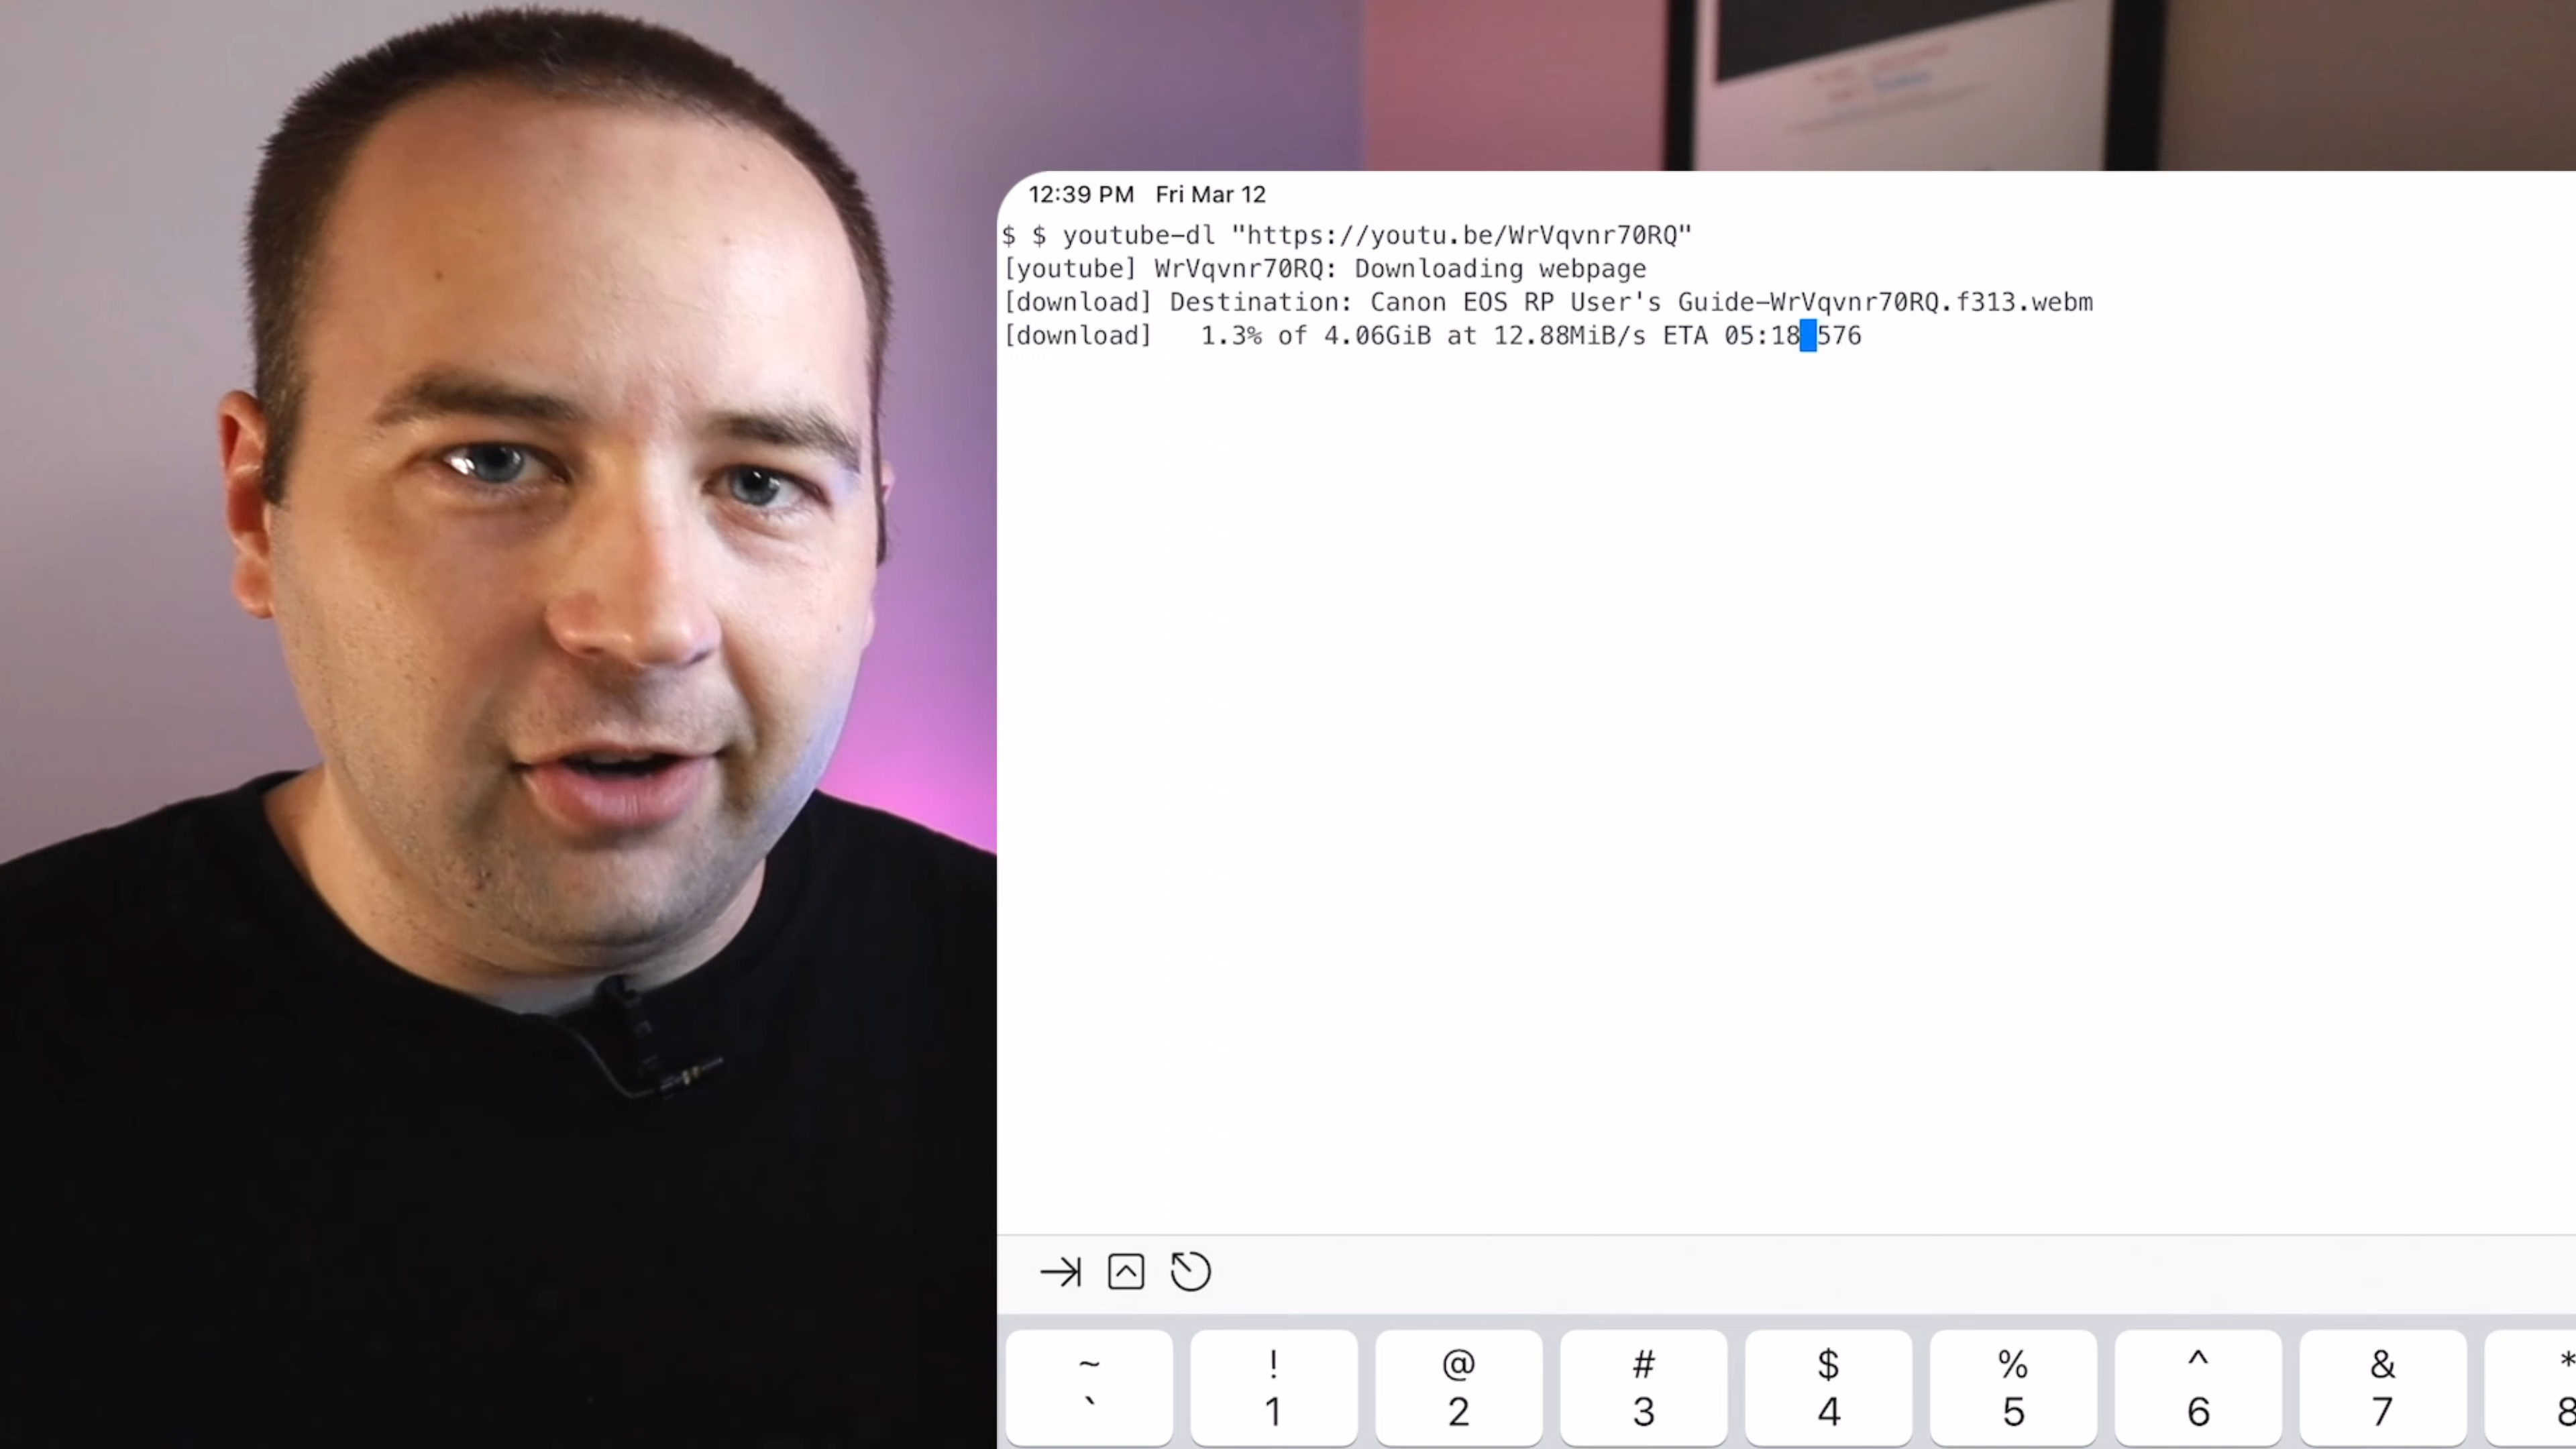 12:39 PM Fri Mar 12
$ $ youtube-dl "https://youtu.be/WrVqvnr70RQ"
[youtube] WrVqvnr70RQ: Downloading webpage
[download] Destination: Canon EOS RP User's Guide-WrVqvnr70RQ.f313.webm
[download] 1.3% of 4.06GiB at 12.88MiB/s ETA 05:18 576
~ ! @ # $ % ^ & *
` 1 2 3 4 5 6 7 8